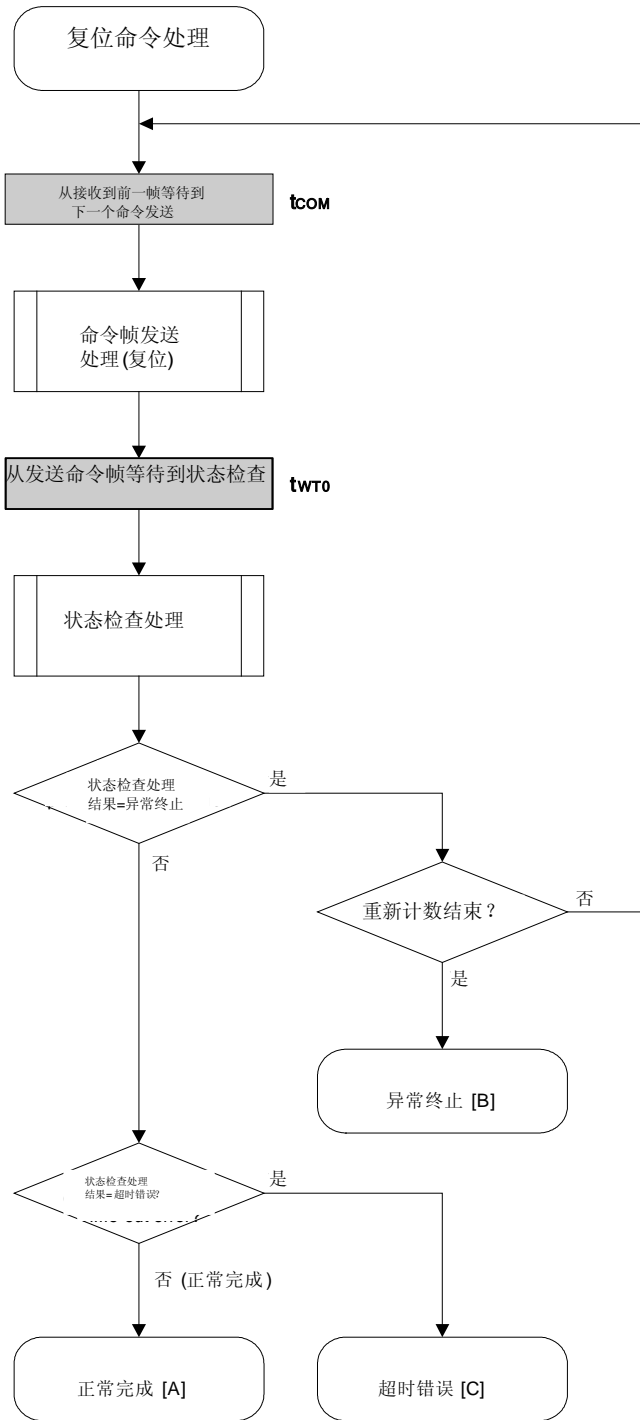 复位命令处理
从接收到前一帧等待到
下一个命令发送
tCOM
命令帧发送
处理(复位)
从发送命令帧等待到状态检查
tWT0
状态检查处理
状态检查处理
结果=异常终止
是
否
重新计数结束?
否
是
异常终止 [B]
状态检查处理
结果=超时错误?
是
否 (正常完成)
正常完成 [A]
超时错误 [C]